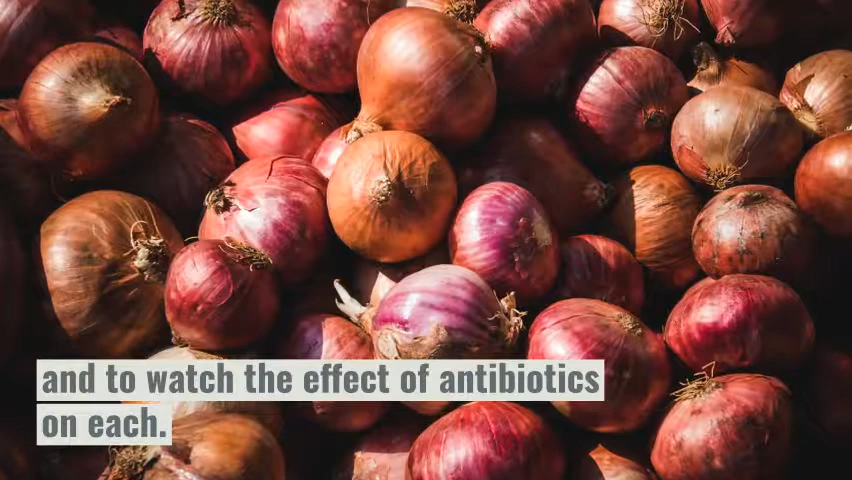 and to watch the effect of antibiotics
on each.